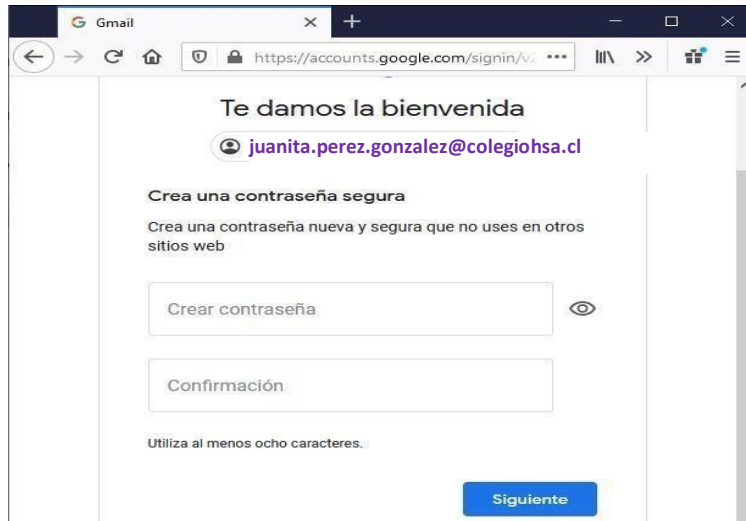 Gmail
https://accounts.google.com/signin/v2
Te damos la bienvenida
juanita.perez.gonzalez@colegiohsa.cl
Crea una contraseña segura
Crea una contraseña nueva y segura que no uses en otros
sitios web
Crear contraseña
Confirmación
Utiliza al menos ocho caracteres.
Siguiente